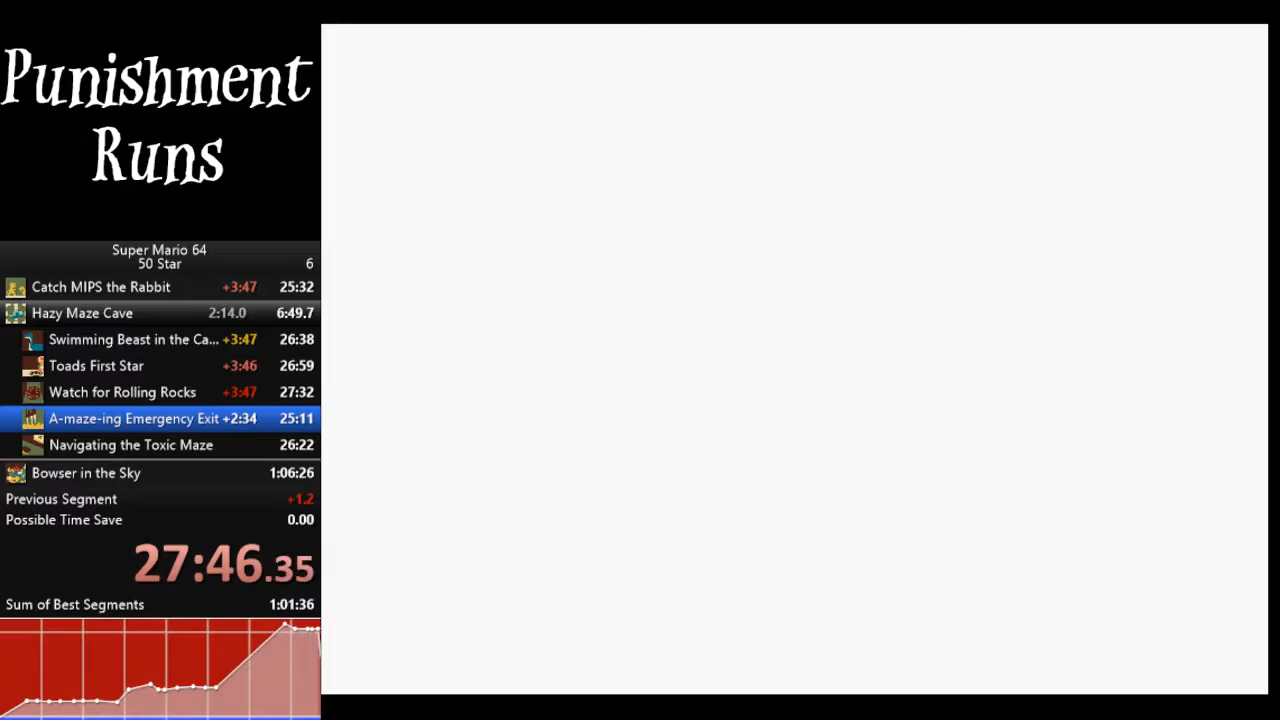 Punishment
Runs
Super Mario 64
50 Star 6
Catch MIPS the Rabbit +3:47 25:32
Hazy Maze Cave 2:14.0 6:49.7
Swimming Beast in the Ca... +3:47 26:38
Toads First Star +3:46 26:59
Watch for Rolling Rocks +3:47 27:32
A-maze-ing Emergency Exit +2:34 25:11
Navigating the Toxic Maze 26:22
Bowser in the Sky 1:06:26
Previous Segment +1.2
Possible Time Save 0.00
27:46.35
Sum of Best Segments 1:01:36